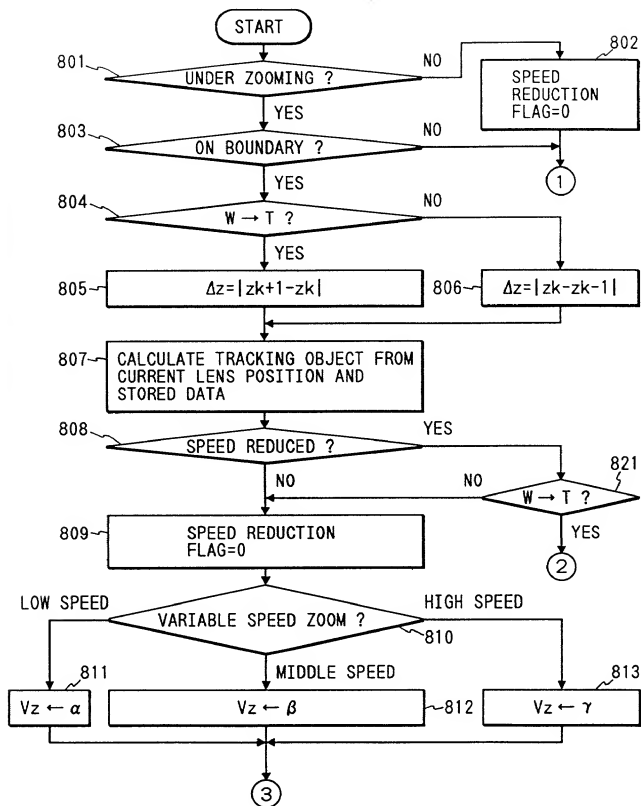 START
801
UNDER ZOOMING ?
NO
802
SPEED
REDUCTION
FLAG=0
YES
803
ON BOUNDARY ?
NO
1
YES
804
W → T ?
NO
YES
805
Δz=|zk+1-zk|
806
Δz=|zk-zk-1|
807
CALCULATE TRACKING OBJECT FROM
CURRENT LENS POSITION AND
STORED DATA
808
SPEED REDUCED ?
YES
821
NO
NO
W → T ?
809
SPEED REDUCTION
FLAG=0
YES
2
LOW SPEED
VARIABLE SPEED ZOOM ?
HIGH SPEED
810
811
MIDDLE SPEED
813
Vz ← α
Vz ← β
812
Vz ← γ
3